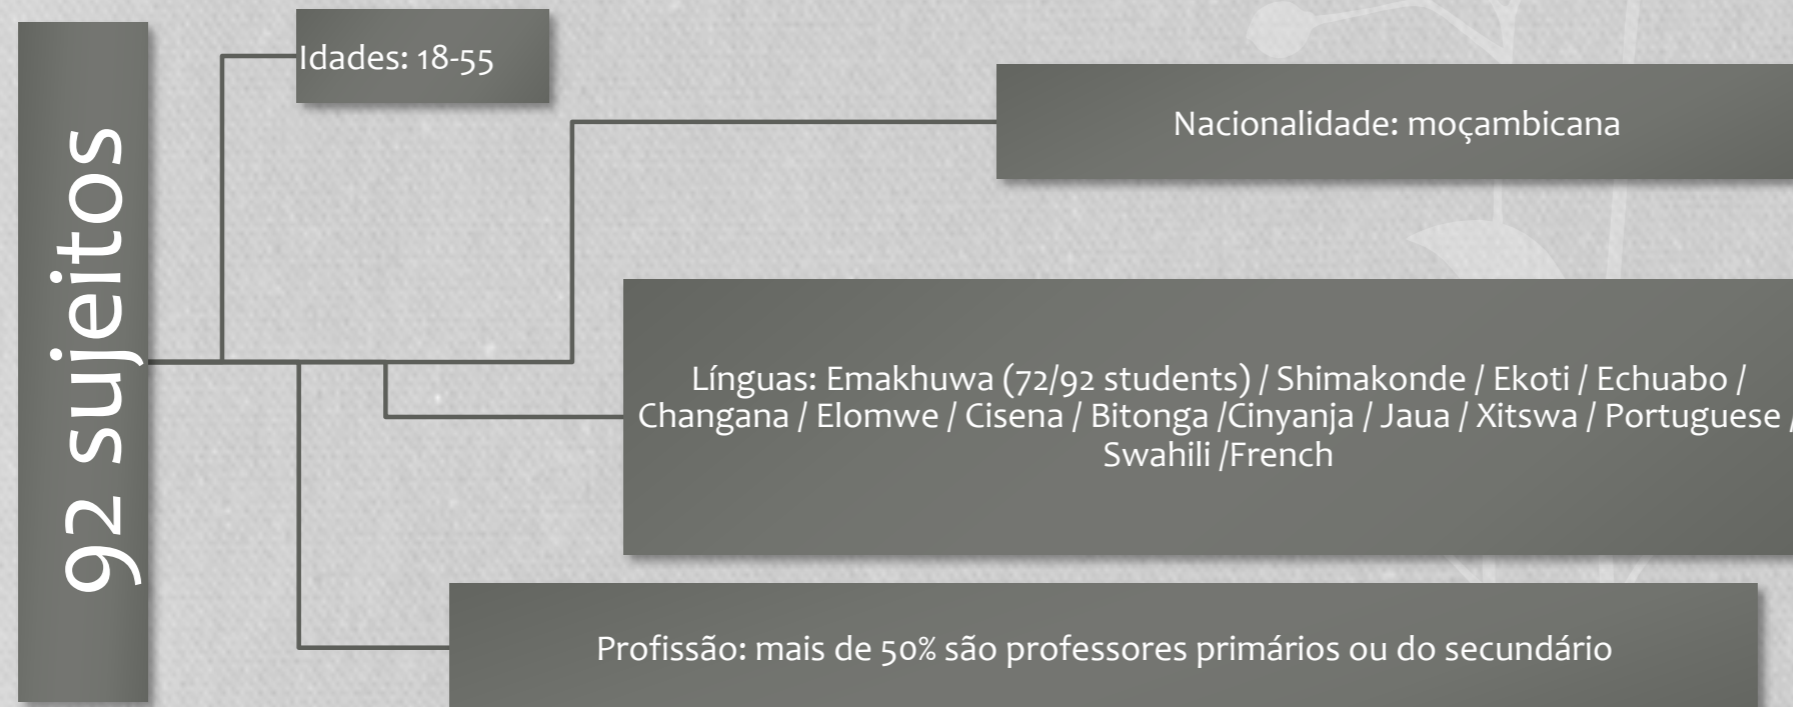 92 sujeitos
Idades: 18-55
Nacionalidade: moçambicana
Línguas: Emakhuwa (72/92 students) / Shimakonde / Ekoti / Echuabo /
Changana / Elomwe / Cisena / Bitonga /Cinyanja / Jaua / Xitswa / Portuguese /
Swahili /French
Profissão: mais de 50% são professores primários ou do secundário